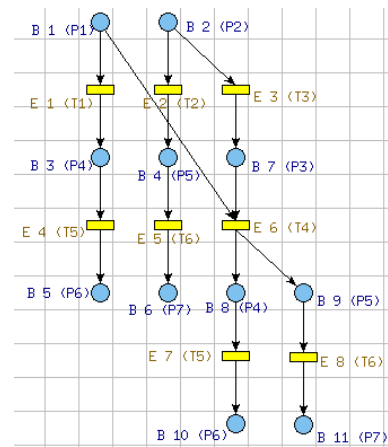 B 1 (P1)
B 2 (P2)
E 1 (T1)
E 2 (T2)
E 3 (T3)
B 3 (P4)
B 4 (P5)
B 7 (P3)
E 4 (T5)
E 5 (T6)
E 6 (T4)
B 5 (P6)
B 6 (P7)
B 8 (P4)
B 9 (P5)
E 7 (T5)
E 8 (T6)
B 10 (P6)
B 11 (P7)